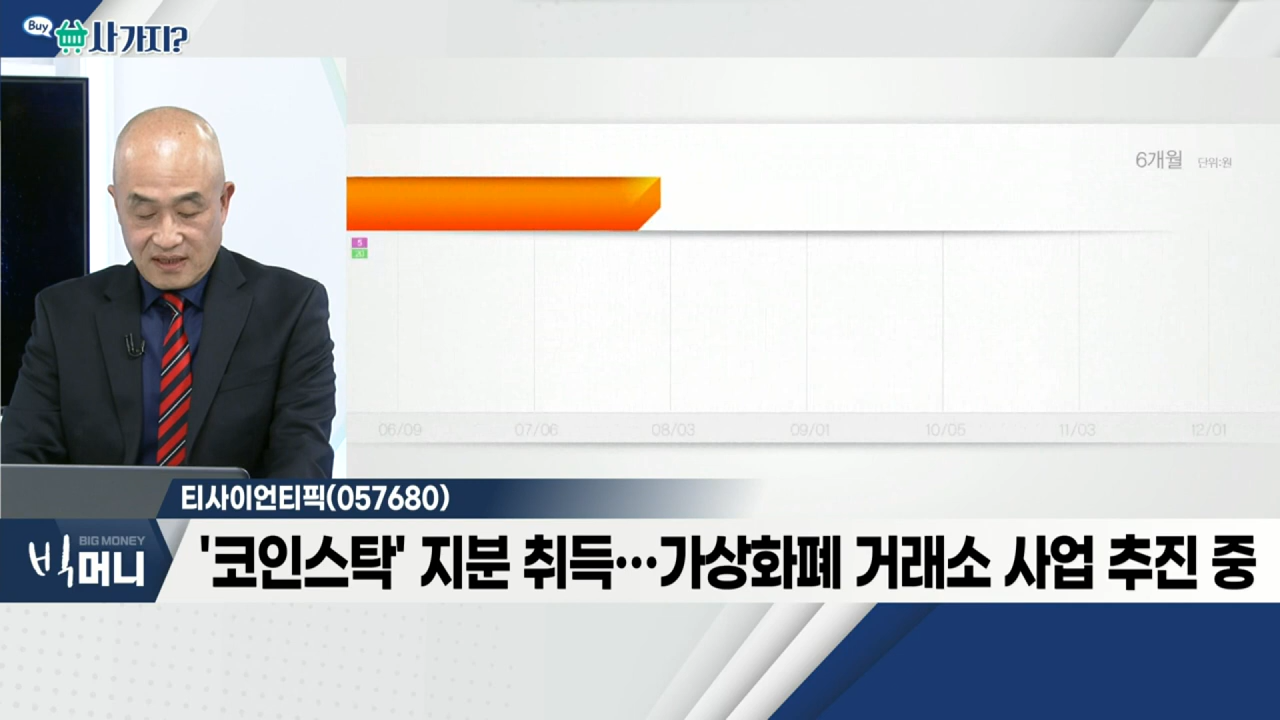 Buy
사가지?
6개월 단위:원
5
20
06/09 07/06 08/03 09/01 10/05 11/03 12/01
티사이언티픽(057680)
BIG MONEY
빅머니
'코인스탁' 지분 취득…가상화폐 거래소 사업 추진 중